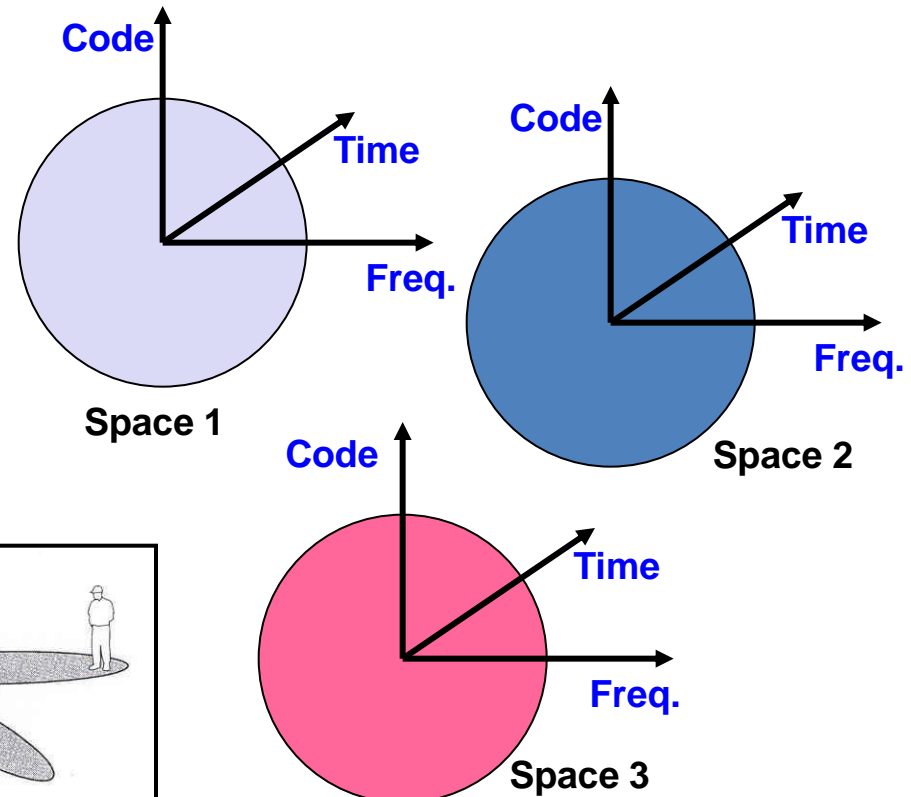 Code
Time
Freq.
Space 1
Code
Time
Freq.
Space 2
Code
Time
Freq.
Space 3